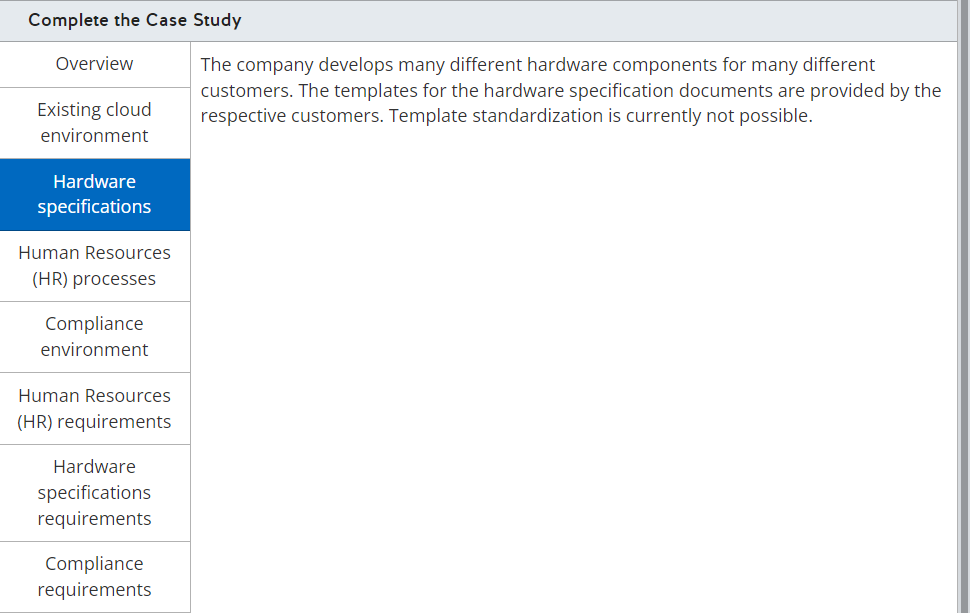 Complete the Case Study
Overview
The company develops many different hardware components for many different
customers. The templates for the hardware specification documents are provided by the
respective customers. Template standardization is currently not possible.
Existing cloud
environment
Hardware
specifications
Human Resources
(HR) processes
Compliance
environment
Human Resources
(HR) requirements
Hardware
specifications
requirements
Compliance
requirements